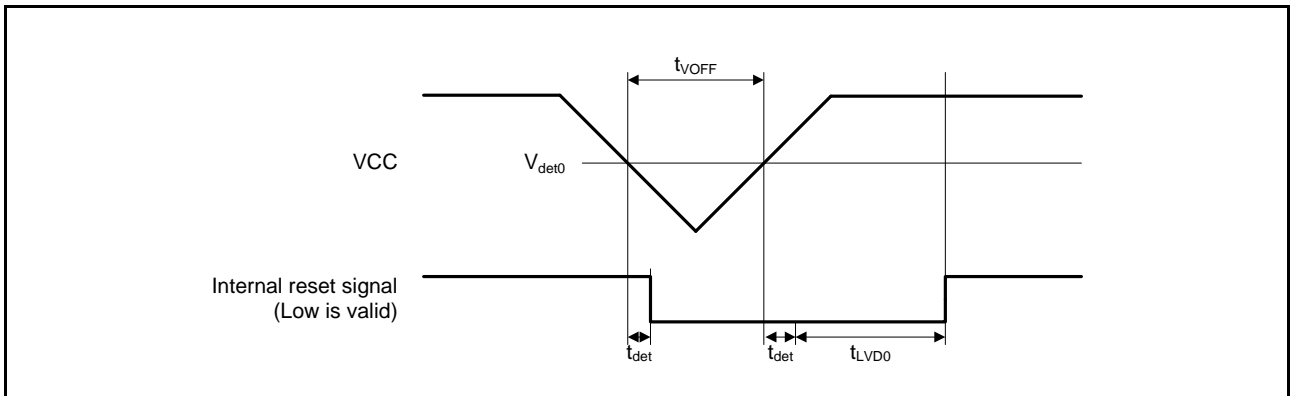 tVOFF
VCC
Vdet0
Internal reset signal
(Low is valid)
tdet
tdet
tLVD0